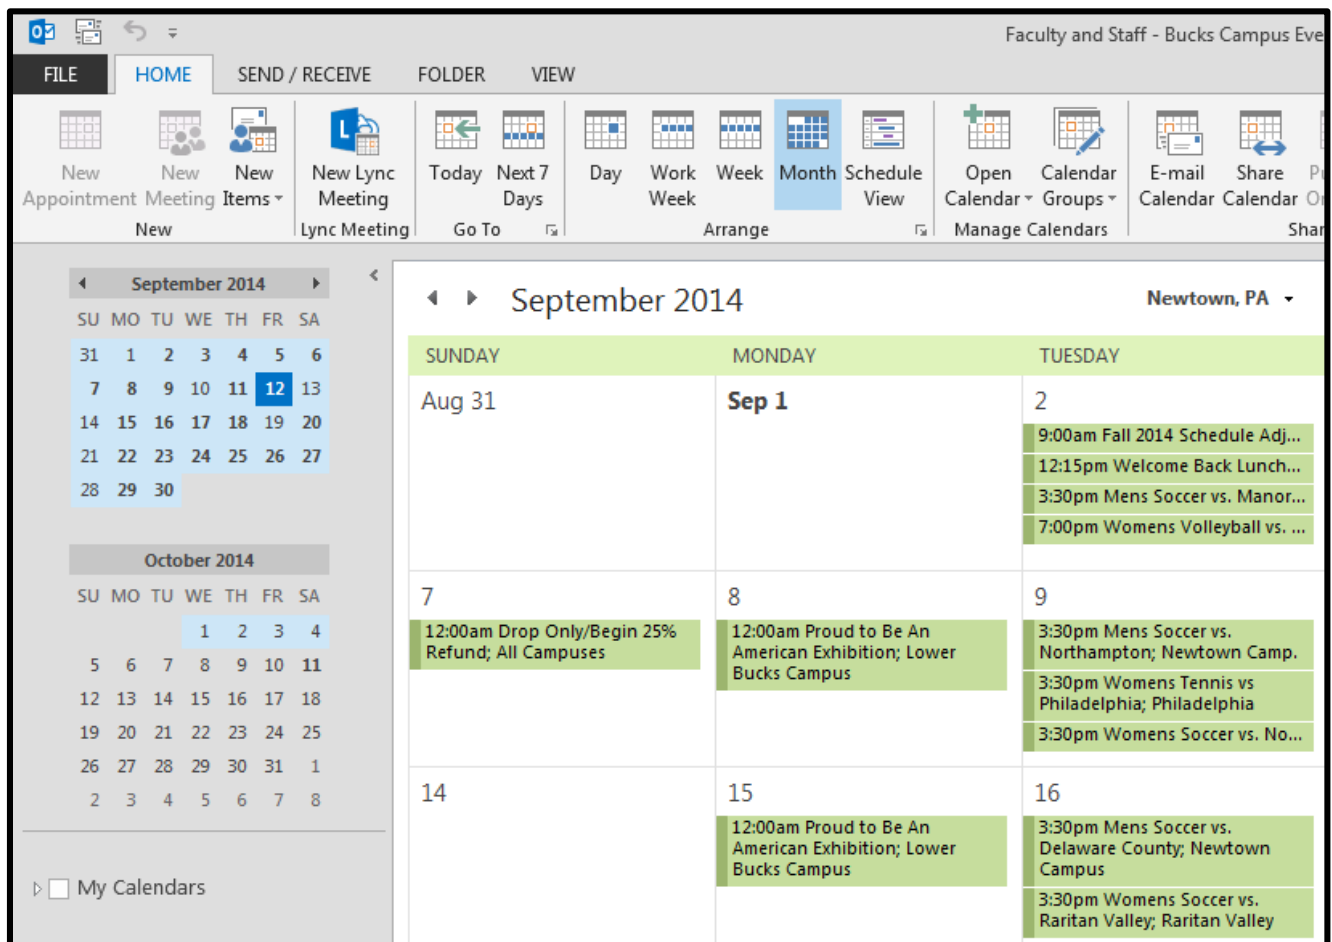 Faculty and Staff - Bucks Campus Eve
FILE HOME SEND / RECEIVE FOLDER VIEW
New Appointment
New Meeting
New Items
New Lync Meeting
Today
Next 7 Days
Day
Work Week
Week
Month
Schedule View
Open Calendar
Calendar Groups
E-mail Calendar
Share Calendar
New
Lync Meeting
Go To
Arrange
Manage Calendars
Shar
September 2014
SU MO TU WE TH FR SA
31 1 2 3 4 5 6
7 8 9 10 11 12 13
14 15 16 17 18 19 20
21 22 23 24 25 26 27
28 29 30
October 2014
SU MO TU WE TH FR SA
1 2 3 4
5 6 7 8 9 10 11
12 13 14 15 16 17 18
19 20 21 22 23 24 25
26 27 28 29 30 31 1
2 3 4 5 6 7 8
My Calendars
September 2014
Newtown, PA
SUNDAY MONDAY TUESDAY
Aug 31
Sep 1
2
9:00am Fall 2014 Schedule Adj...
12:15pm Welcome Back Lunch...
3:30pm Mens Soccer vs. Manor...
7:00pm Womens Volleyball vs. ...
7
12:00am Drop Only/Begin 25%
Refund; All Campuses
8
12:00am Proud to Be An
American Exhibition; Lower
Bucks Campus
9
3:30pm Mens Soccer vs.
Northampton; Newtown Camp.
3:30pm Womens Tennis vs
Philadelphia; Philadelphia
3:30pm Womens Soccer vs. No...
14
15
12:00am Proud to Be An
American Exhibition; Lower
Bucks Campus
16
3:30pm Mens Soccer vs.
Delaware County; Newtown
Campus
3:30pm Womens Soccer vs.
Raritan Valley; Raritan Valley